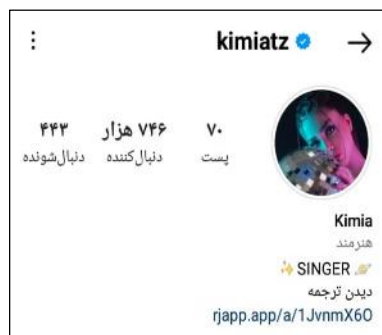 kimiatz
۷۰ ۷۴۶ هزار ۴۴۳
پست دنبال‌کننده دنبال‌شونده
Kimia
هنرمند
✨ SINGER 🪐
دیدن ترجمه
rjapp.app/a/1JvnmX6O